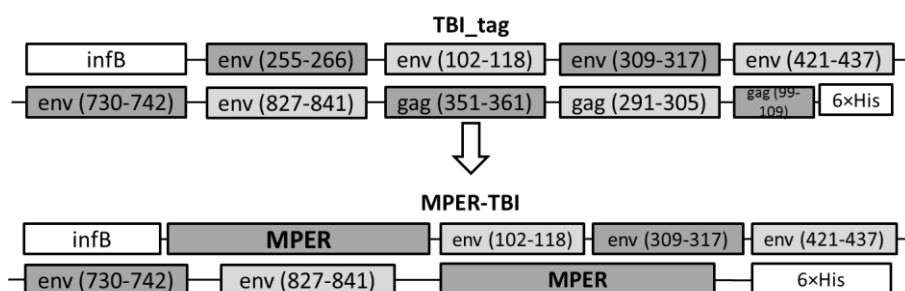 TBI_tag
infB env (255-266) env (102-118) env (309-317) env (421-437)
env (730-742) env (827-841) gag (351-361) gag (291-305) gag (99-
109) 6×His
MPER-TBI
infB MPER env (102-118) env (309-317) env (421-437)
env (730-742) env (827-841) MPER 6×His